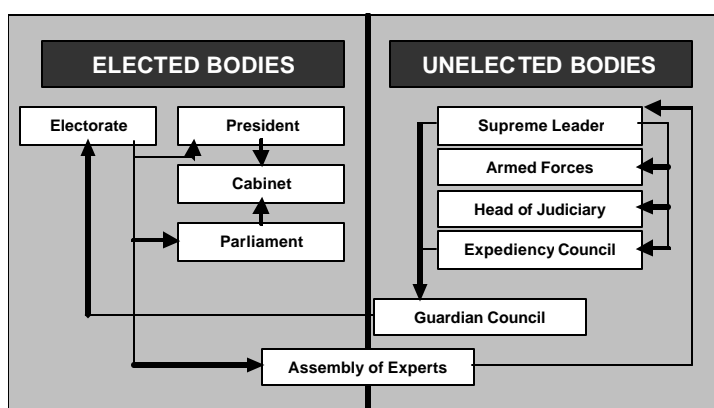 ELECTED BODIES
UNELECTED BODIES
Electorate
President
Cabinet
Parliament
Supreme Leader
Armed Forces
Head of Judiciary
Expediency Council
Guardian Council
Assembly of Experts